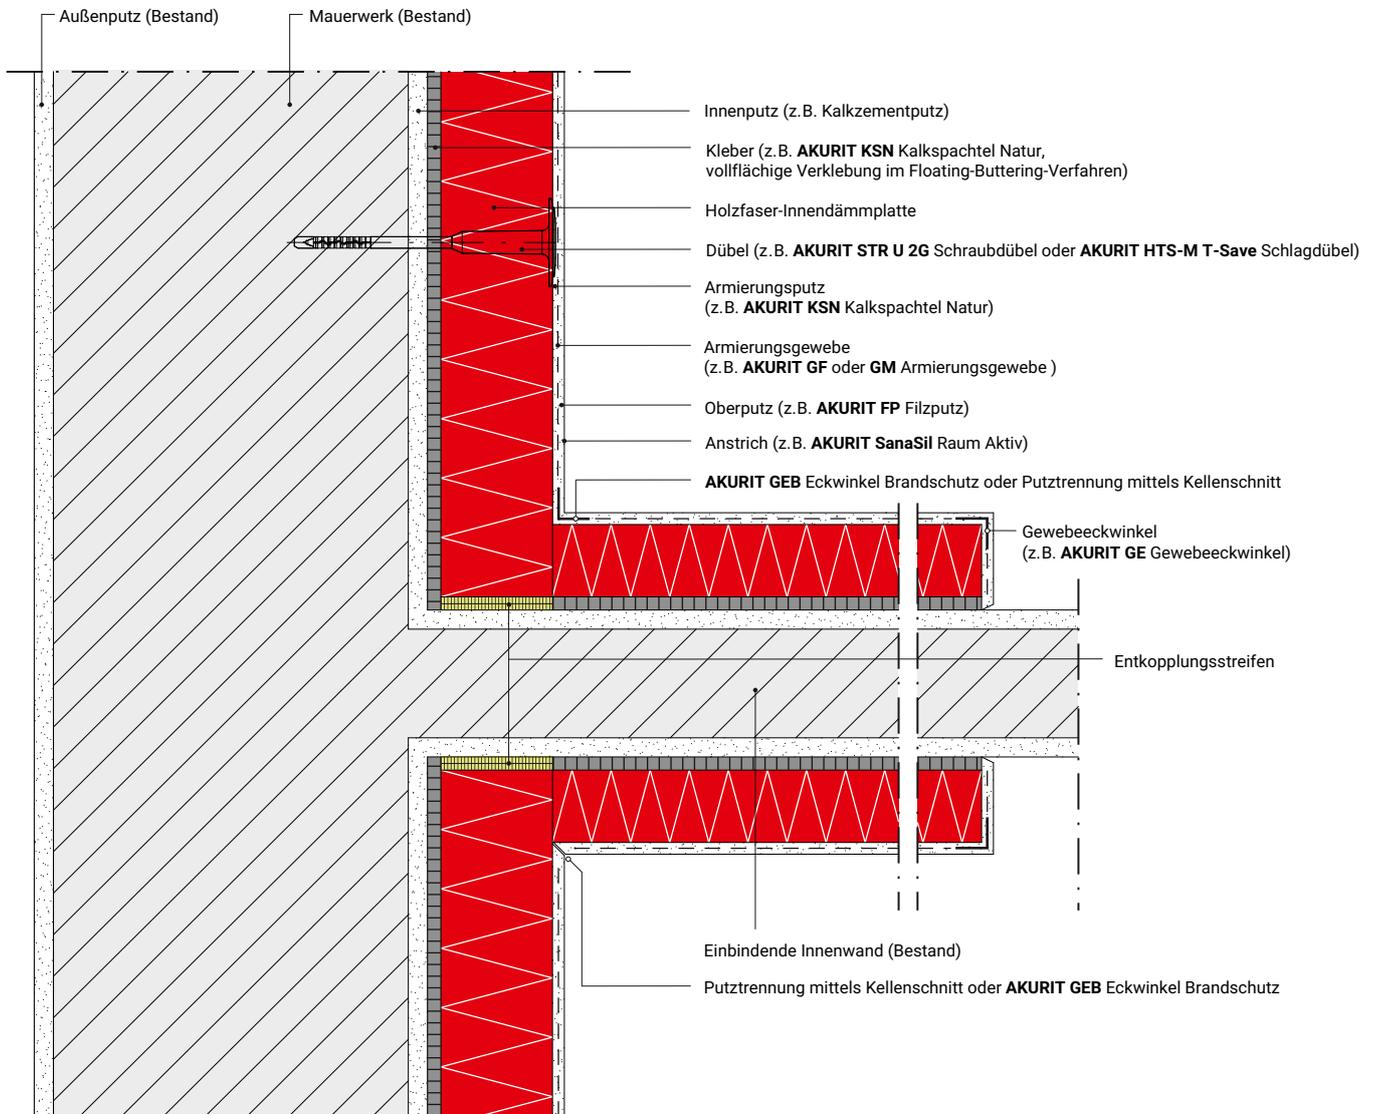 Außenputz (Bestand)
Mauerwerk (Bestand)
Innenputz (z.B. Kalkzementputz)
Kleber (z.B. AKURIT KSN Kalkspachtel Natur,
vollflächige Verklebung im Floating-Buttering-Verfahren)
Holzfaser-Innendämmplatte
Dübel (z.B. AKURIT STR U 2G Schraubdübel oder AKURIT HTS-M T-Save Schlagdübel)
Armierungsputz
(z.B. AKURIT KSN Kalkspachtel Natur)
Armierungsgewebe
(z.B. AKURIT GF oder GM Armierungsgewebe )
Oberputz (z.B. AKURIT FP Filzputz)
Anstrich (z.B. AKURIT SanaSil Raum Aktiv)
AKURIT GEB Eckwinkel Brandschutz oder Putztrennung mittels Kellenschnitt
Gewebeeckwinkel
(z.B. AKURIT GE Gewebeeckwinkel)
Entkopplungsstreifen
Einbindende Innenwand (Bestand)
Putztrennung mittels Kellenschnitt oder AKURIT GEB Eckwinkel Brandschutz